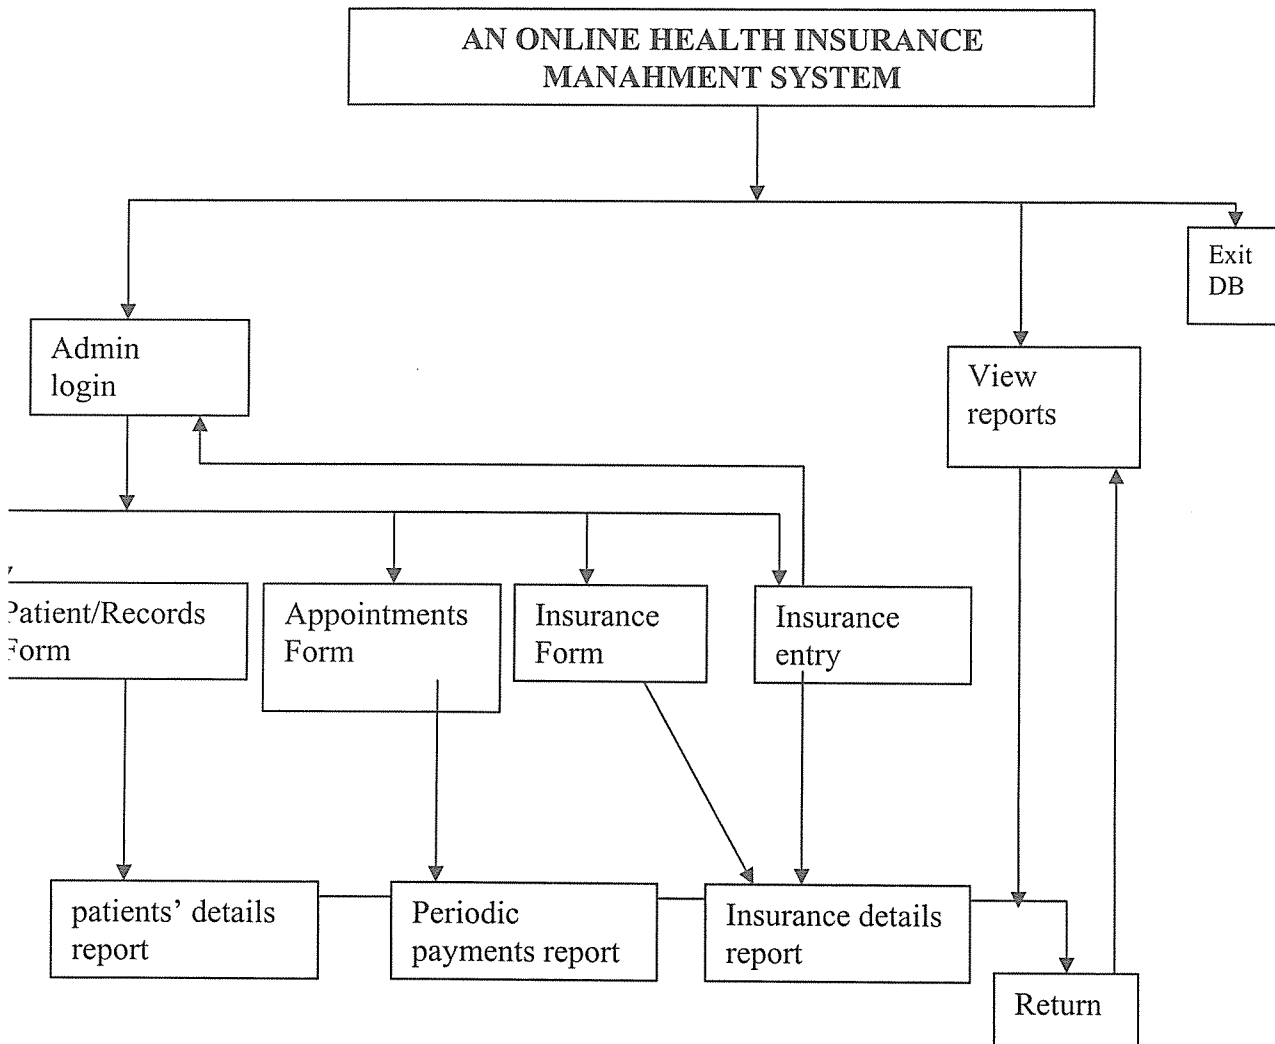 AN ONLINE HEALTH INSURANCE
MANAHMENT SYSTEM
Exit
DB
Admin
login
View
reports
Patient/Records
Form
Appointments
Form
Insurance
Form
Insurance
entry
patients’ details
report
Periodic
payments report
Insurance details
report
Return